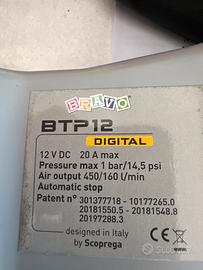 BRAVO
BTP12
DIGITAL
12 V DC 20 A max
Pressure max 1 bar/14,5 psi
Air output 450/160 l/min
Automatic stop
Patent n° 301377718 - 10177265.0
20181550.5 - 20181548.8
20197288.3
designed in Italy
by Scoprega
CE
subito